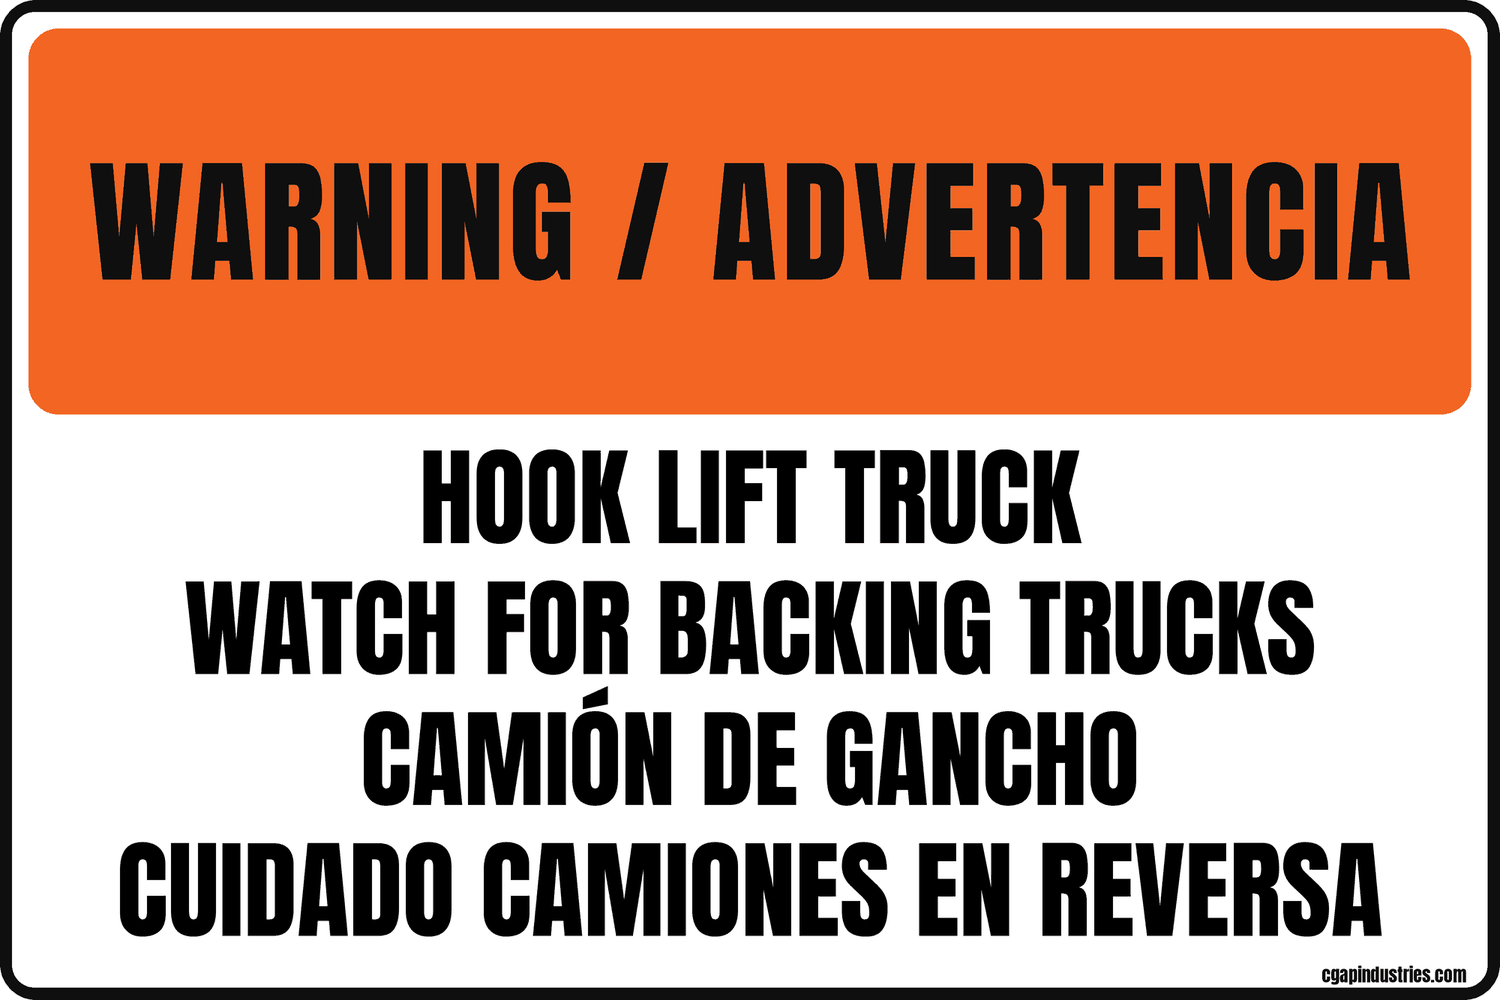 WARNING / ADVERTENCIA
HOOK LIFT TRUCK
WATCH FOR BACKING TRUCKS
CAMIÓN DE GANCHO
CUIDADO CAMIONES EN REVERSA
cgapindustries.com